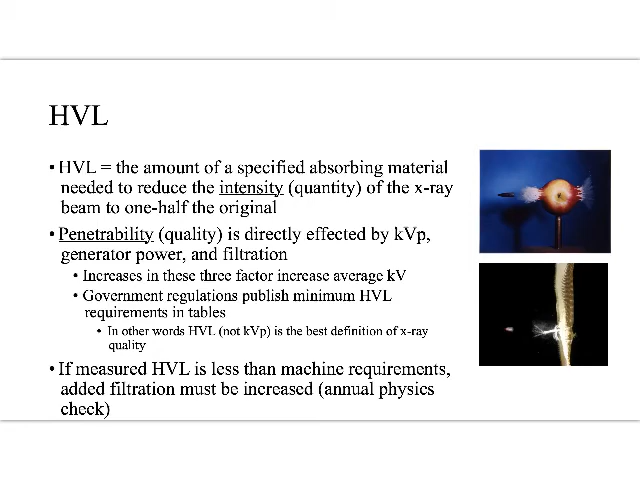 HVL
• HVL = the amount of a specified absorbing material
needed to reduce the intensity (quantity) of the x-ray
beam to one-half the original
• Penetrability (quality) is directly effected by kVp,
generator power, and filtration
• Increases in these three factor increase average kV
• Government regulations publish minimum HVL
requirements in tables
• In other words HVL (not kVp) is the best definition of x-ray
quality
• If measured HVL is less than machine requirements,
added filtration must be increased (annual physics
check)